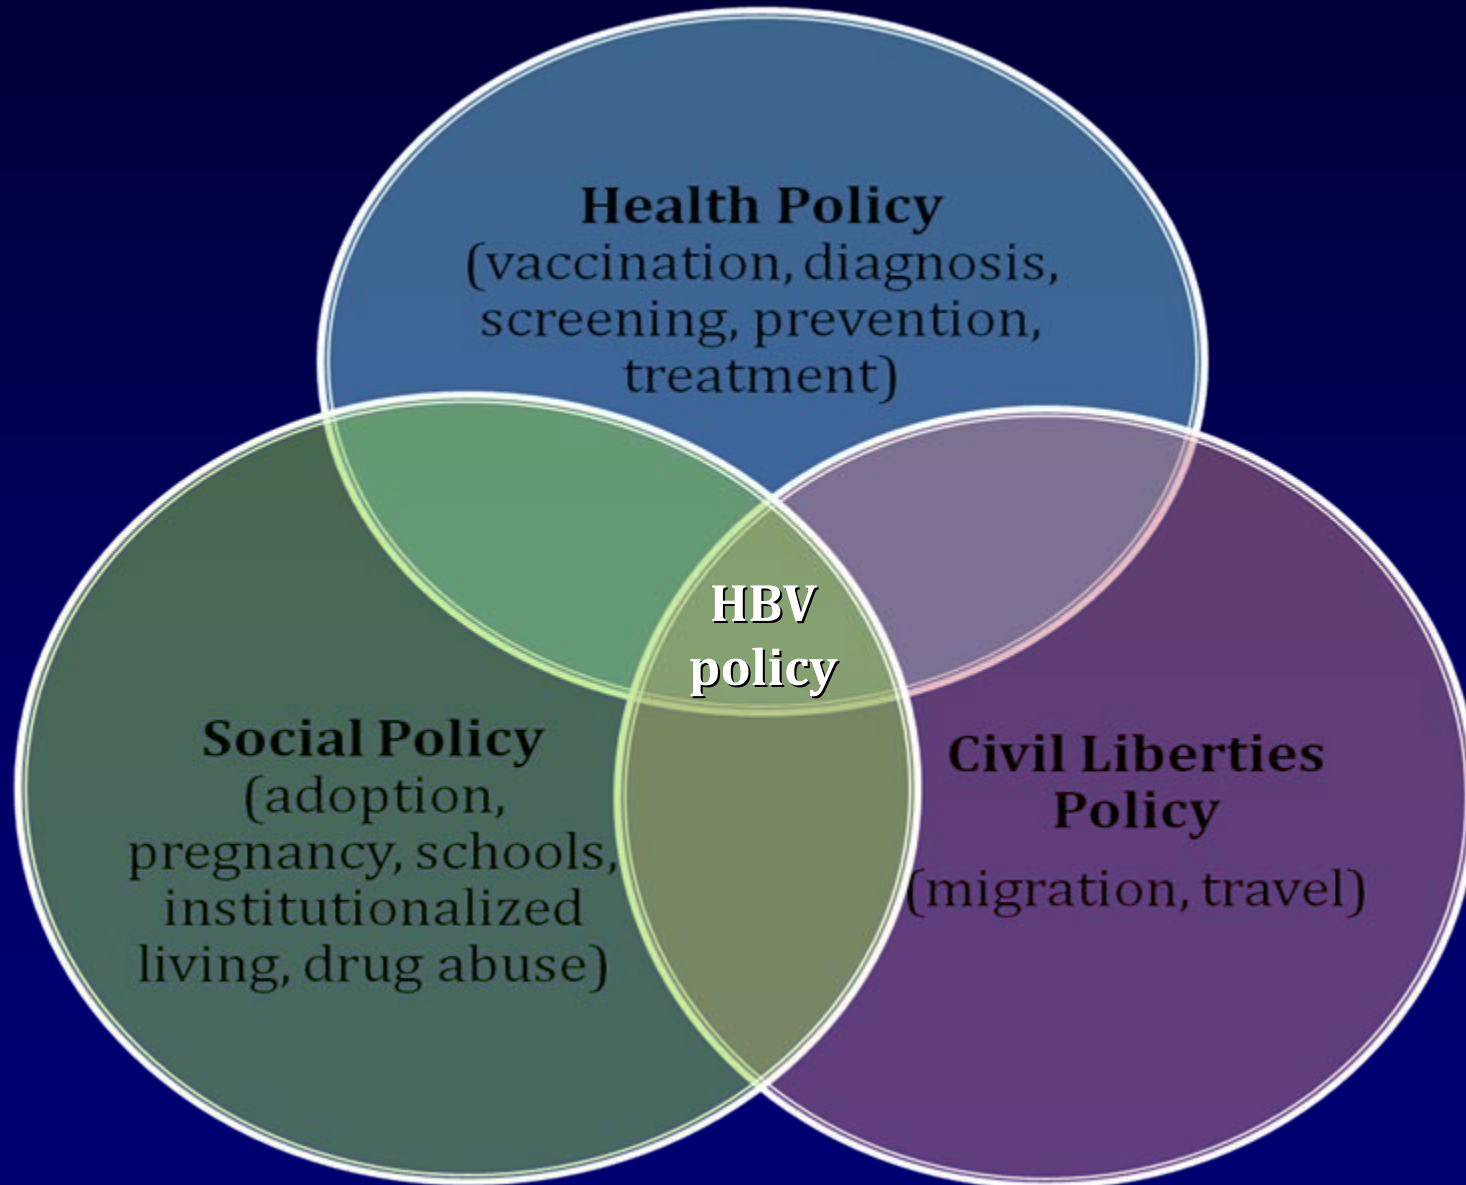 Health Policy
(vaccination, diagnosis,
screening, prevention,
treatment)
HBV
policy
Social Policy
(adoption,
pregnancy, schools,
institutionalized
living, drug abuse)
Civil Liberties
Policy
(migration, travel)